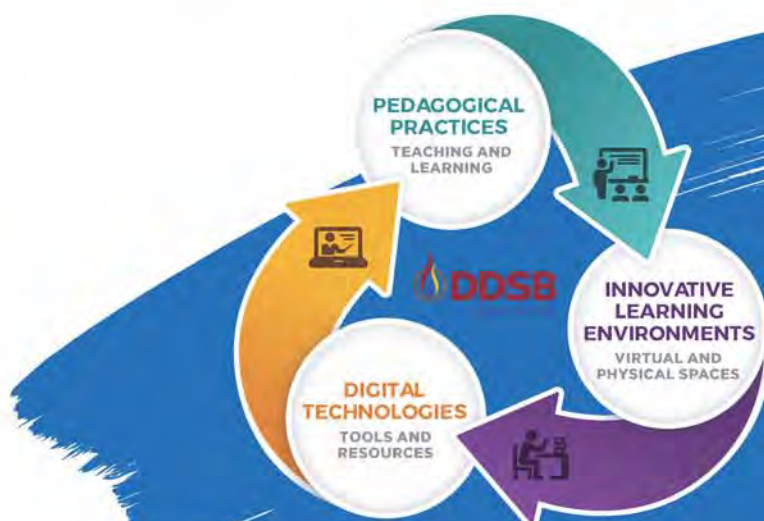 PEDAGOGICAL
PRACTICES
TEACHING AND
LEARNING
DDSB
INNOVATIVE
LEARNING
ENVIRONMENTS
VIRTUAL AND
PHYSICAL SPACES
DIGITAL
TECHNOLOGIES
TOOLS AND
RESOURCES